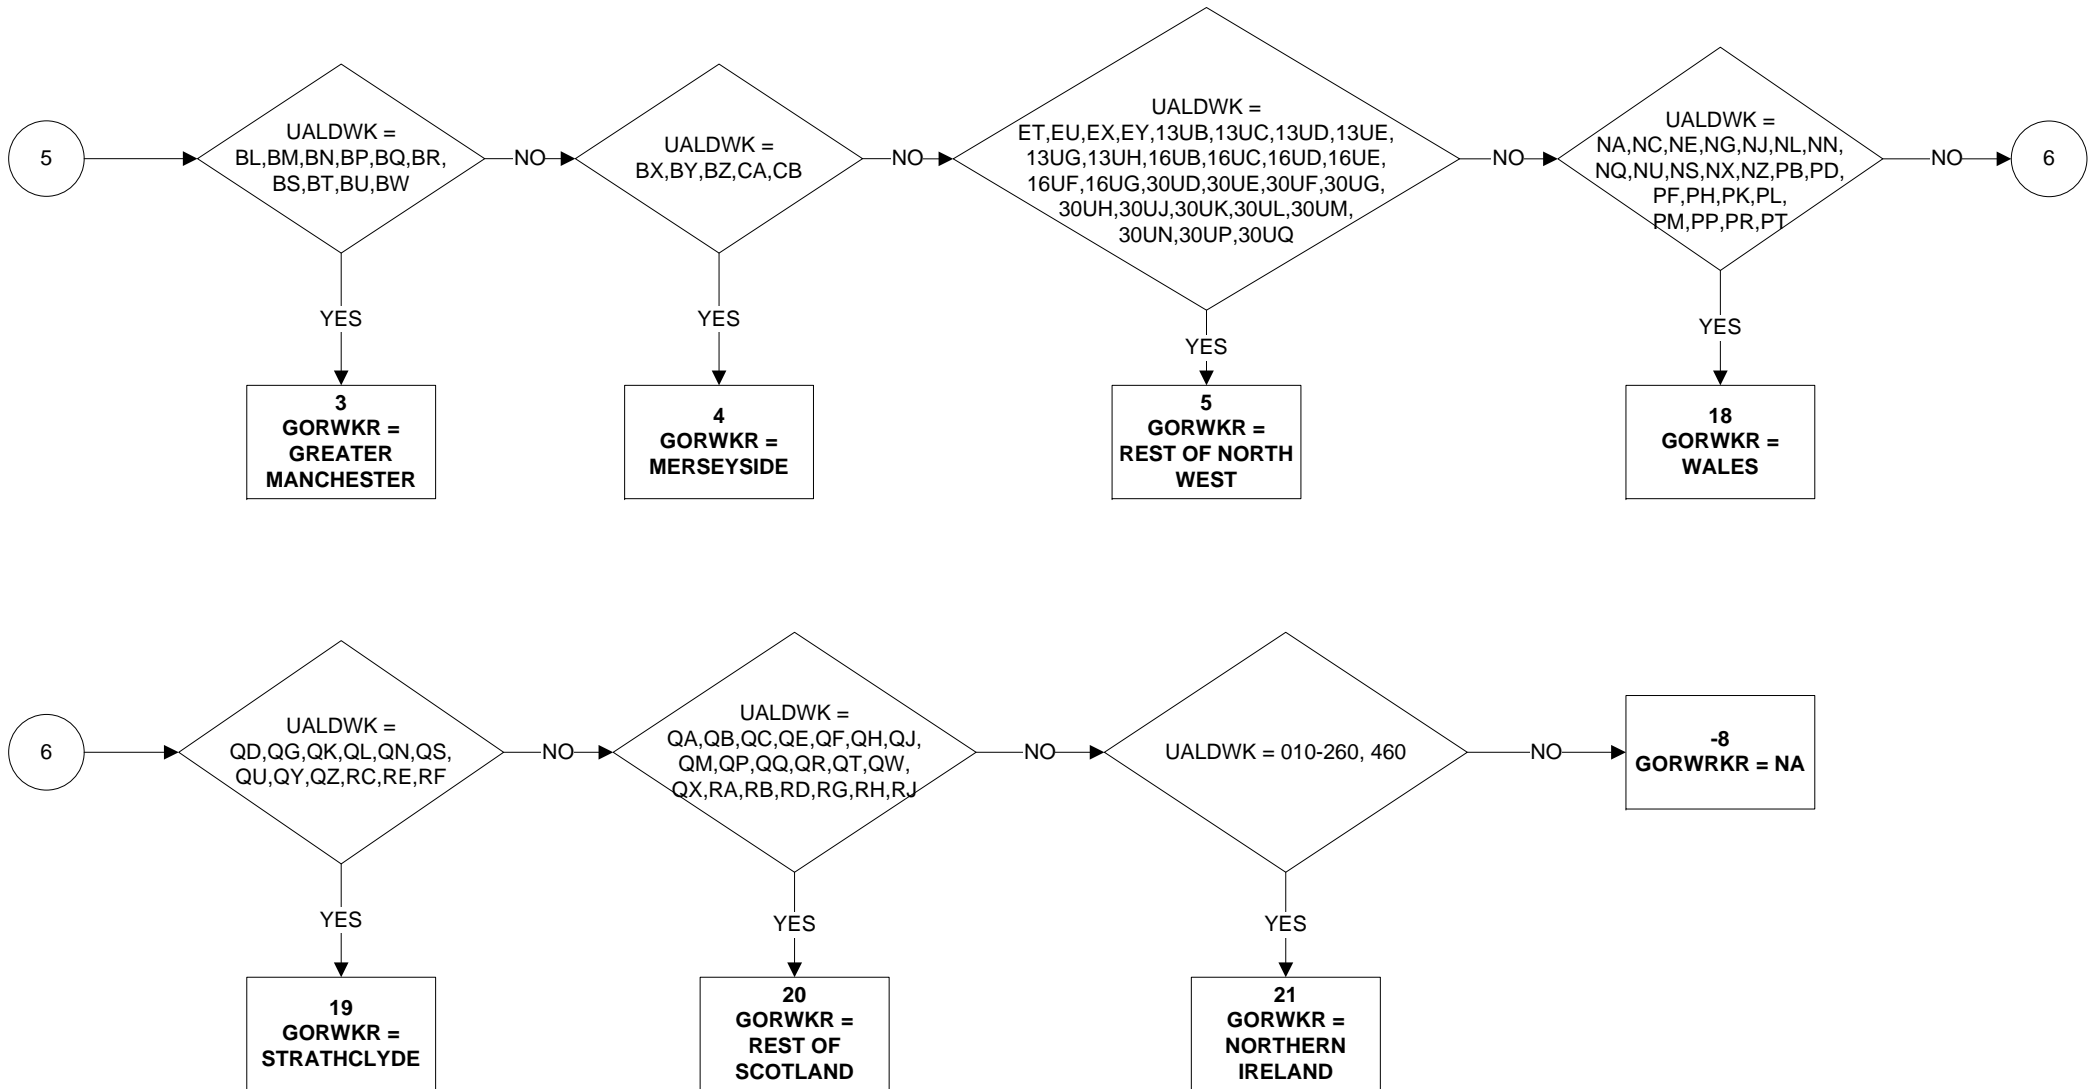 5
UALDWK =
BL,BM,BN,BP,BQ,BR,
BS,BT,BU,BW
NO
UALDWK =
BX,BY,BZ,CA,CB
NO
UALDWK =
ET,EU,EX,EY,13UB,13UC,13UD,13UE,
13UG,13UH,16UB,16UC,16UD,16UE,
16UF,16UG,30UD,30UE,30UF,30UG,
30UH,30UJ,30UK,30UL,30UM,
30UN,30UP,30UQ
NO
UALDWK =
NA,NC,NE,NG,NJ,NL,NN,
NQ,NU,NS,NX,NZ,PB,PD,
PF,PH,PK,PL,
PM,PP,PR,PT
NO
6
YES
YES
YES
YES
3
GORWKR =
GREATER
MANCHESTER
4
GORWKR =
MERSEYSIDE
5
GORWKR =
REST OF NORTH
WEST
18
GORWKR =
WALES
6
UALDWK =
QD,QG,QK,QL,QN,QS,
QU,QY,QZ,RC,RE,RF
NO
UALDWK =
QA,QB,QC,QE,QF,QH,QJ,
QM,QP,QQ,QR,QT,QW,
QX,RA,RB,RD,RG,RH,RJ
NO
UALDWK = 010-260, 460
NO
-8
GORWRKR = NA
YES
YES
YES
19
GORWKR =
STRATHCLYDE
20
GORWKR =
REST OF
SCOTLAND
21
GORWKR =
NORTHERN
IRELAND